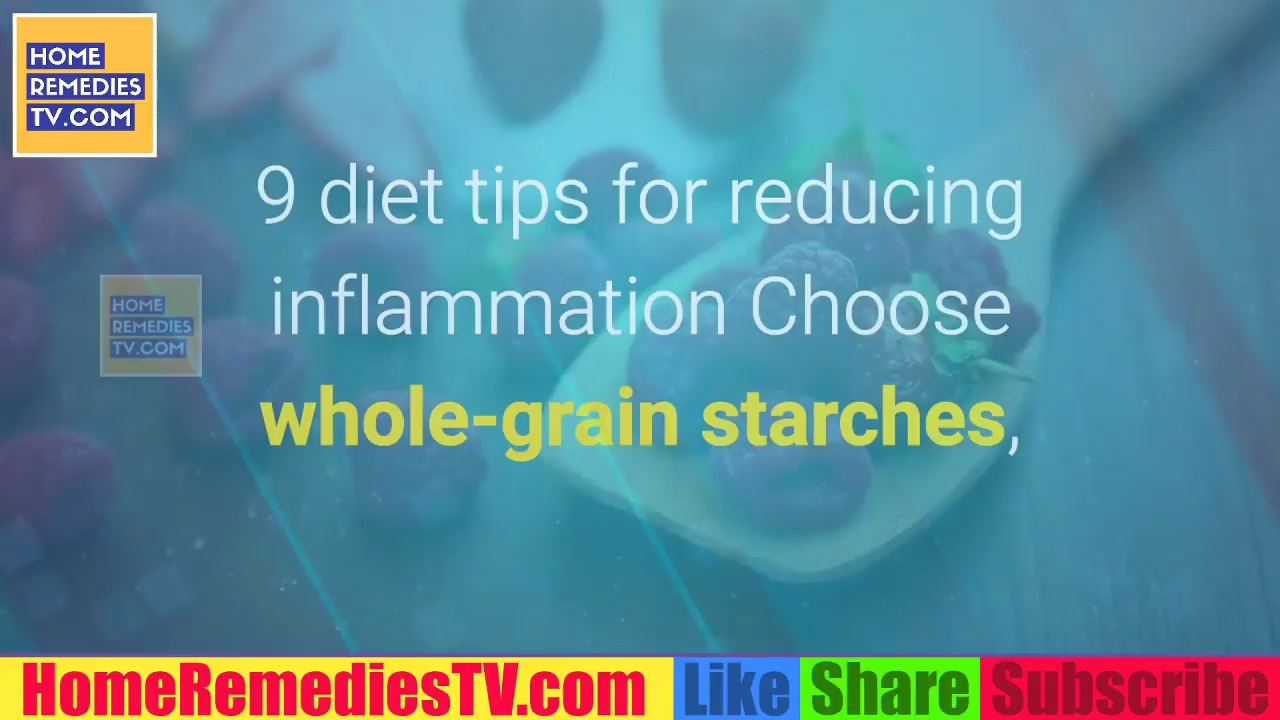 HOME
REMEDIES
TV.COM
9 diet tips for reducing
inflammation Choose
whole-grain starches,
HOME
REMEDIES
TV.COM
HomeRemediesTV.com Like Share Subscribe